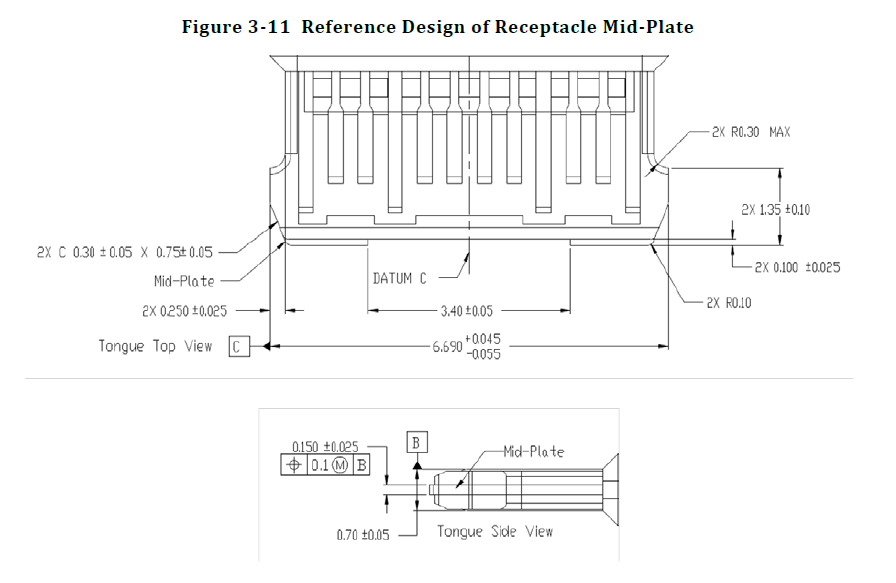 Figure 3-11 Reference Design of Receptacle Mid-Plate
2X R0.30 MAX
2X 1.35 ±0.10
2X C 0.30 ± 0.05 X 0.75± 0.05
Mid-Plate
DATUM C
2X 0.100 ±0.025
2X 0.250 ±0.025
3.40 ±0.05
2X R0.10
Tongue Top View
C
6.690 +0.045
-0.055
0.150 ±0.025
B
Mid-Plate
⌖ 0.1 Ⓜ B
0.70 ±0.05
Tongue Side View